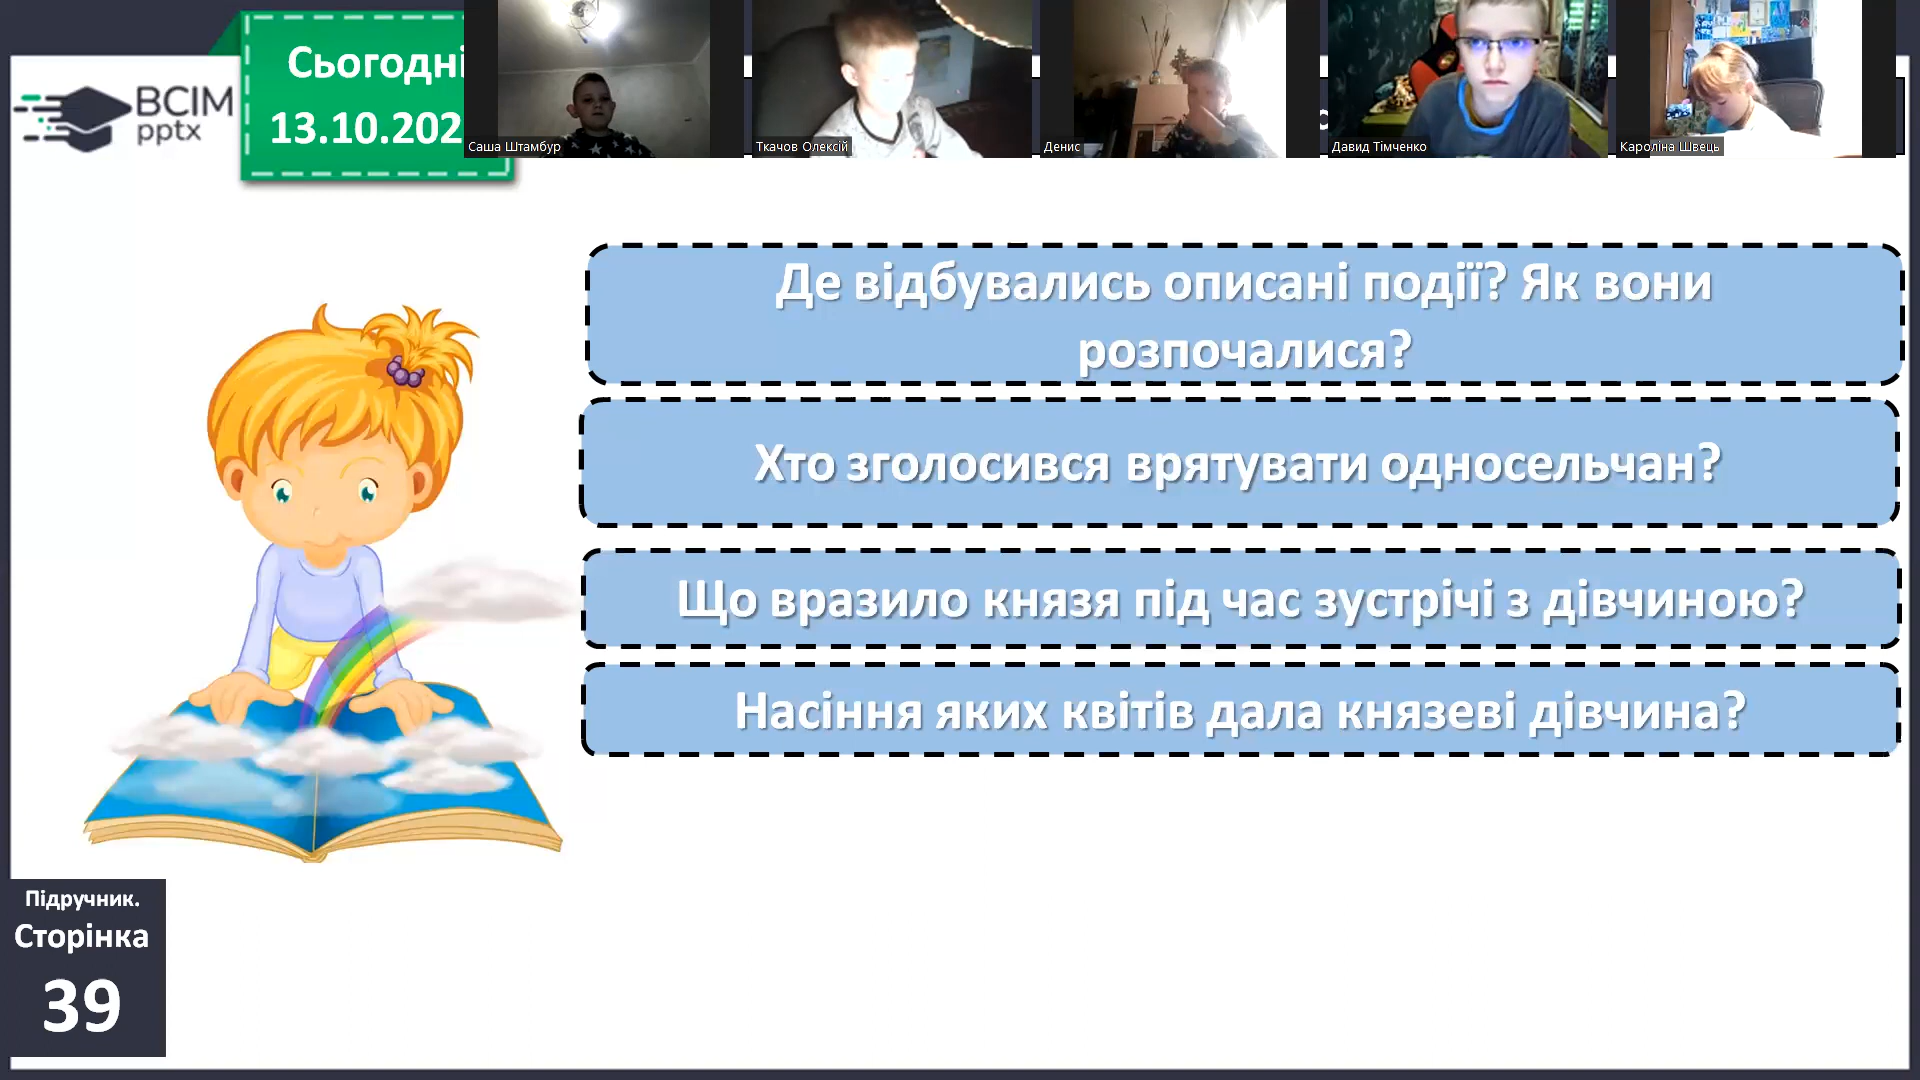 BCIM
pptx
Сьогодні
13.10.202
Саша Штамбур
Ткачов Олексій
Денис
Давид Тімченко
Кароліна Швець
Де відбувались описані події? Як вони
розпочалися?
Хто зголосився врятувати односельчан?
Що вразило князя під час зустрічі з дівчиною?
Насіння яких квітів дала князеві дівчина?
Підручник.
Сторінка
39